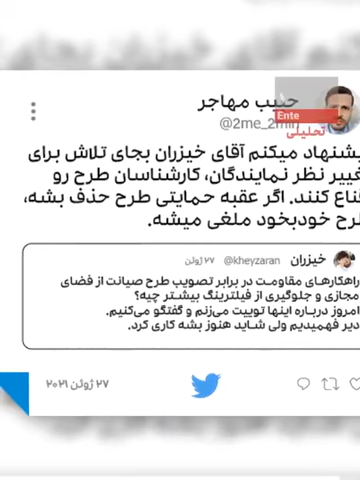 حبیب مهاجر
@2me_2min
Ente
تحلیلی
پیشنهاد میکنم آقای خیزران بجای تلاش برای
تغییر نظر نمایندگان، کارشناسان طرح رو
قناع کنند. اگر عقبه حمایتی طرح حذف بشه،
طرح خودبخود ملغی میشه.
خیزران @kheyzaran ۲۷ ژوئن
راهکارهای مقاومت در برابر تصویب طرح صیانت از فضای
مجازی و جلوگیری از فیلترینگ بیشتر چیه؟
امروز درباره اینها توییت می‌زنم و گفتگو می‌کنیم.
دیر فهمیدیم ولی شاید هنوز بشه کاری کرد.
۲۷ ژوئن ۲۰۲۱